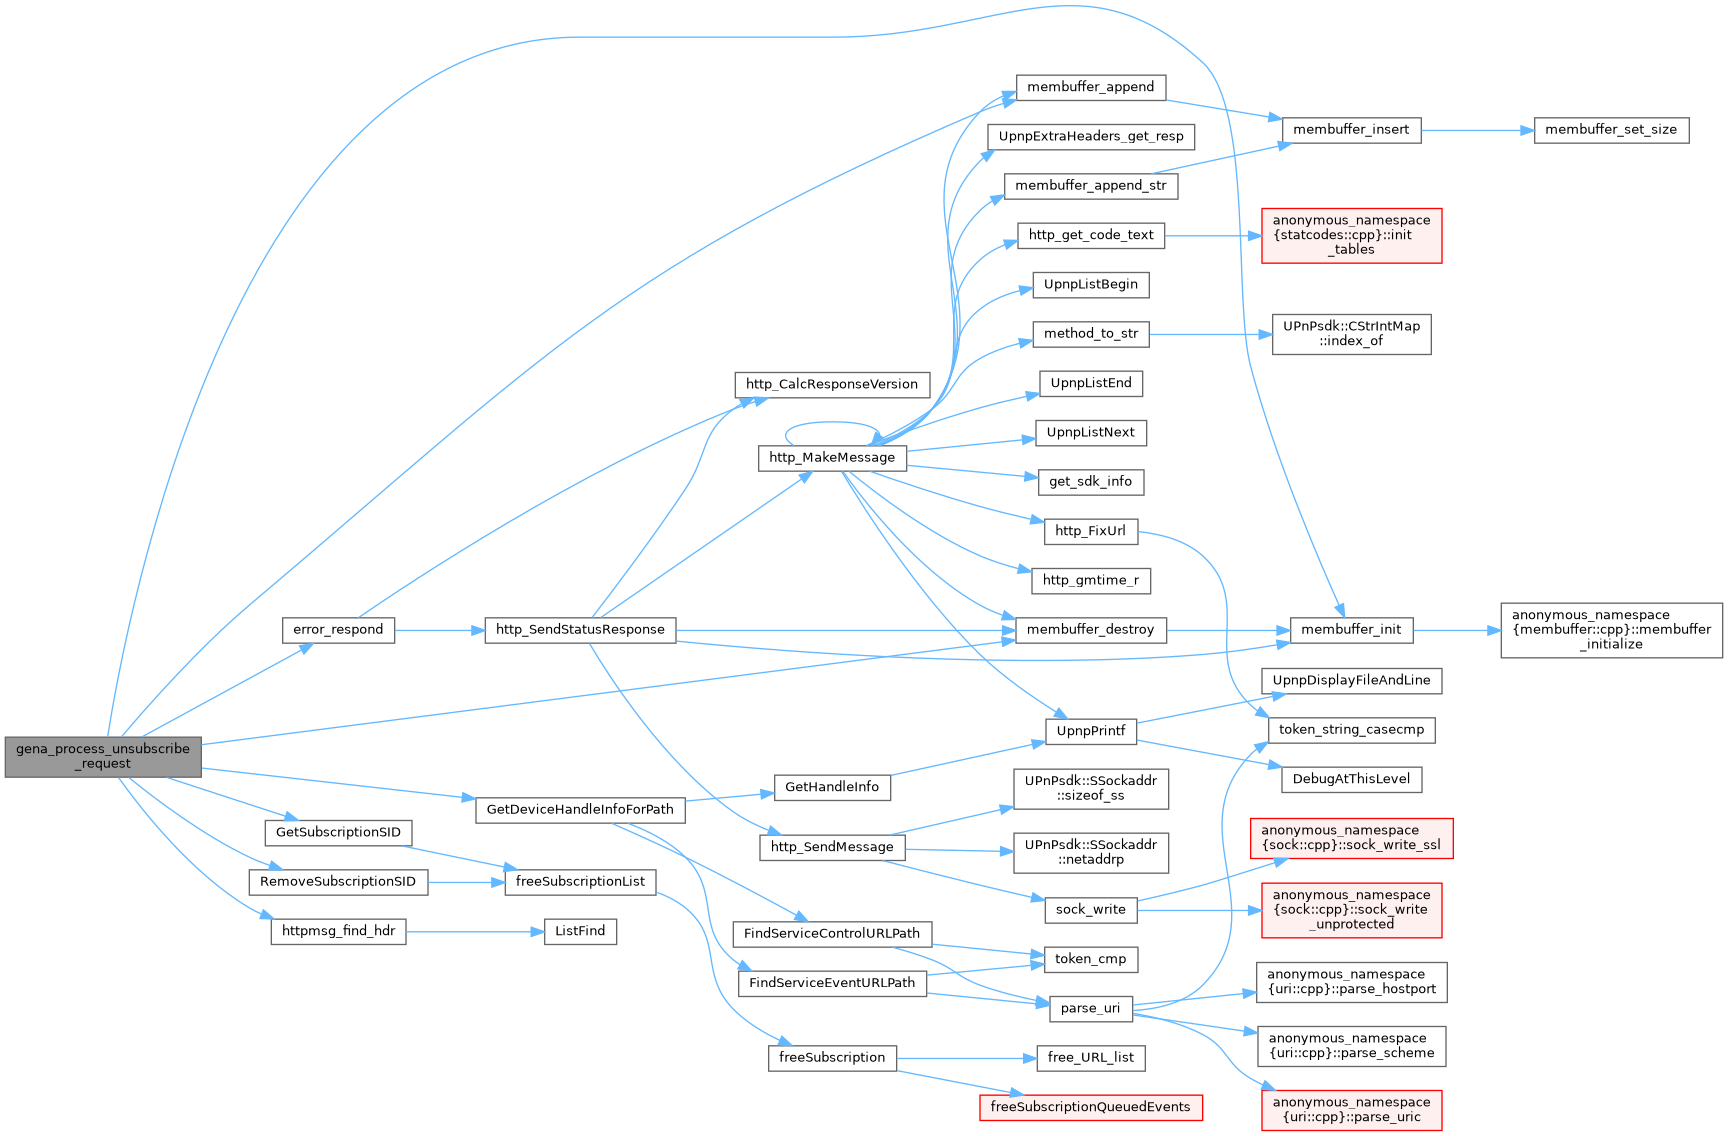 gena_process_unsubscribe
_request
error_respond
GetSubscriptionSID
RemoveSubscriptionSID
httpmsg_find_hdr
http_SendStatusResponse
GetDeviceHandleInfoForPath
freeSubscriptionList
ListFind
http_CalcResponseVersion
http_MakeMessage
GetHandleInfo
http_SendMessage
FindServiceControlURLPath
FindServiceEventURLPath
freeSubscription
membuffer_append
UpnpExtraHeaders_get_resp
membuffer_append_str
http_get_code_text
UpnpListBegin
method_to_str
UpnpListEnd
UpnpListNext
get_sdk_info
http_FixUrl
http_gmtime_r
membuffer_destroy
UpnpPrintf
UPnPsdk::SSockaddr
::sizeof_ss
UPnPsdk::SSockaddr
::netaddrp
sock_write
token_cmp
parse_uri
free_URL_list
freeSubscriptionQueuedEvents
membuffer_insert
anonymous_namespace
{statcodes::cpp}::init
_tables
UPnPsdk::CStrIntMap
::index_of
membuffer_init
UpnpDisplayFileAndLine
token_string_casecmp
DebugAtThisLevel
anonymous_namespace
{sock::cpp}::sock_write_ssl
anonymous_namespace
{sock::cpp}::sock_write
_unprotected
anonymous_namespace
{uri::cpp}::parse_hostport
anonymous_namespace
{uri::cpp}::parse_scheme
anonymous_namespace
{uri::cpp}::parse_uric
membuffer_set_size
anonymous_namespace
{membuffer::cpp}::membuffer
_initialize